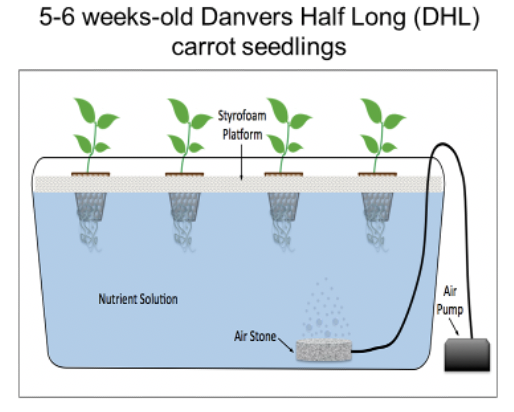 5-6 weeks-old Danvers Half Long (DHL)
carrot seedlings
Styrofoam
Platform
Nutrient Solution
Air Stone
Air
Pump